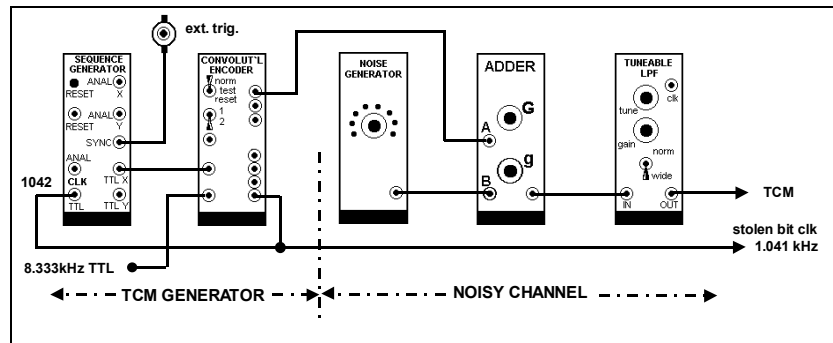 ext. trig.
SEQUENCE
GENERATOR
ANAL
RESET
X
ANAL
RESET
Y
SYNC
ANAL
TTL X
CLK
TTL
TTL Y
1042
CONVOLUT`L
ENCODER
norm
test
reset
1
2
NOISE
GENERATOR
ADDER
G
A
g
B
TUNEABLE
LPF
clk
tune
gain
norm
wide
IN
OUT
TCM
stolen bit clk
1.041 kHz
8.333kHz TTL
TCM GENERATOR
NOISY CHANNEL